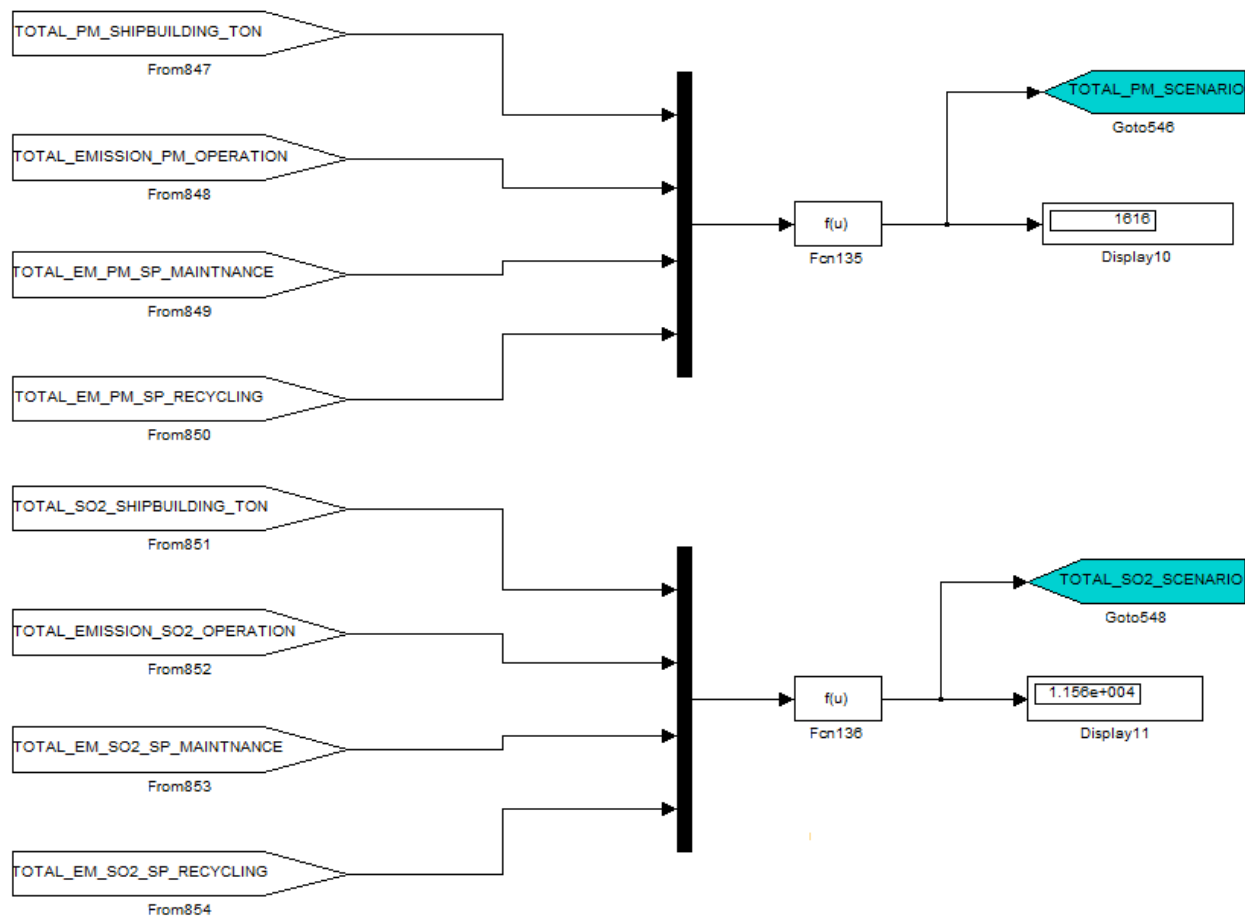 TOTAL_PM_SHIPBUILDING_TON
From847
TOTAL_EMISSION_PM_OPERATION
From848
TOTAL_EM_PM_SP_MAINTNANCE
From849
TOTAL_EM_PM_SP_RECYCLING
From850
f(u)
Fcn135
TOTAL_PM_SCENARIO
Goto546
1616
Display10
TOTAL_SO2_SHIPBUILDING_TON
From851
TOTAL_EMISSION_SO2_OPERATION
From852
TOTAL_EM_SO2_SP_MAINTNANCE
From853
TOTAL_EM_SO2_SP_RECYCLING
From854
f(u)
Fcn136
TOTAL_SO2_SCENARIO
Goto548
1.156e+004
Display11